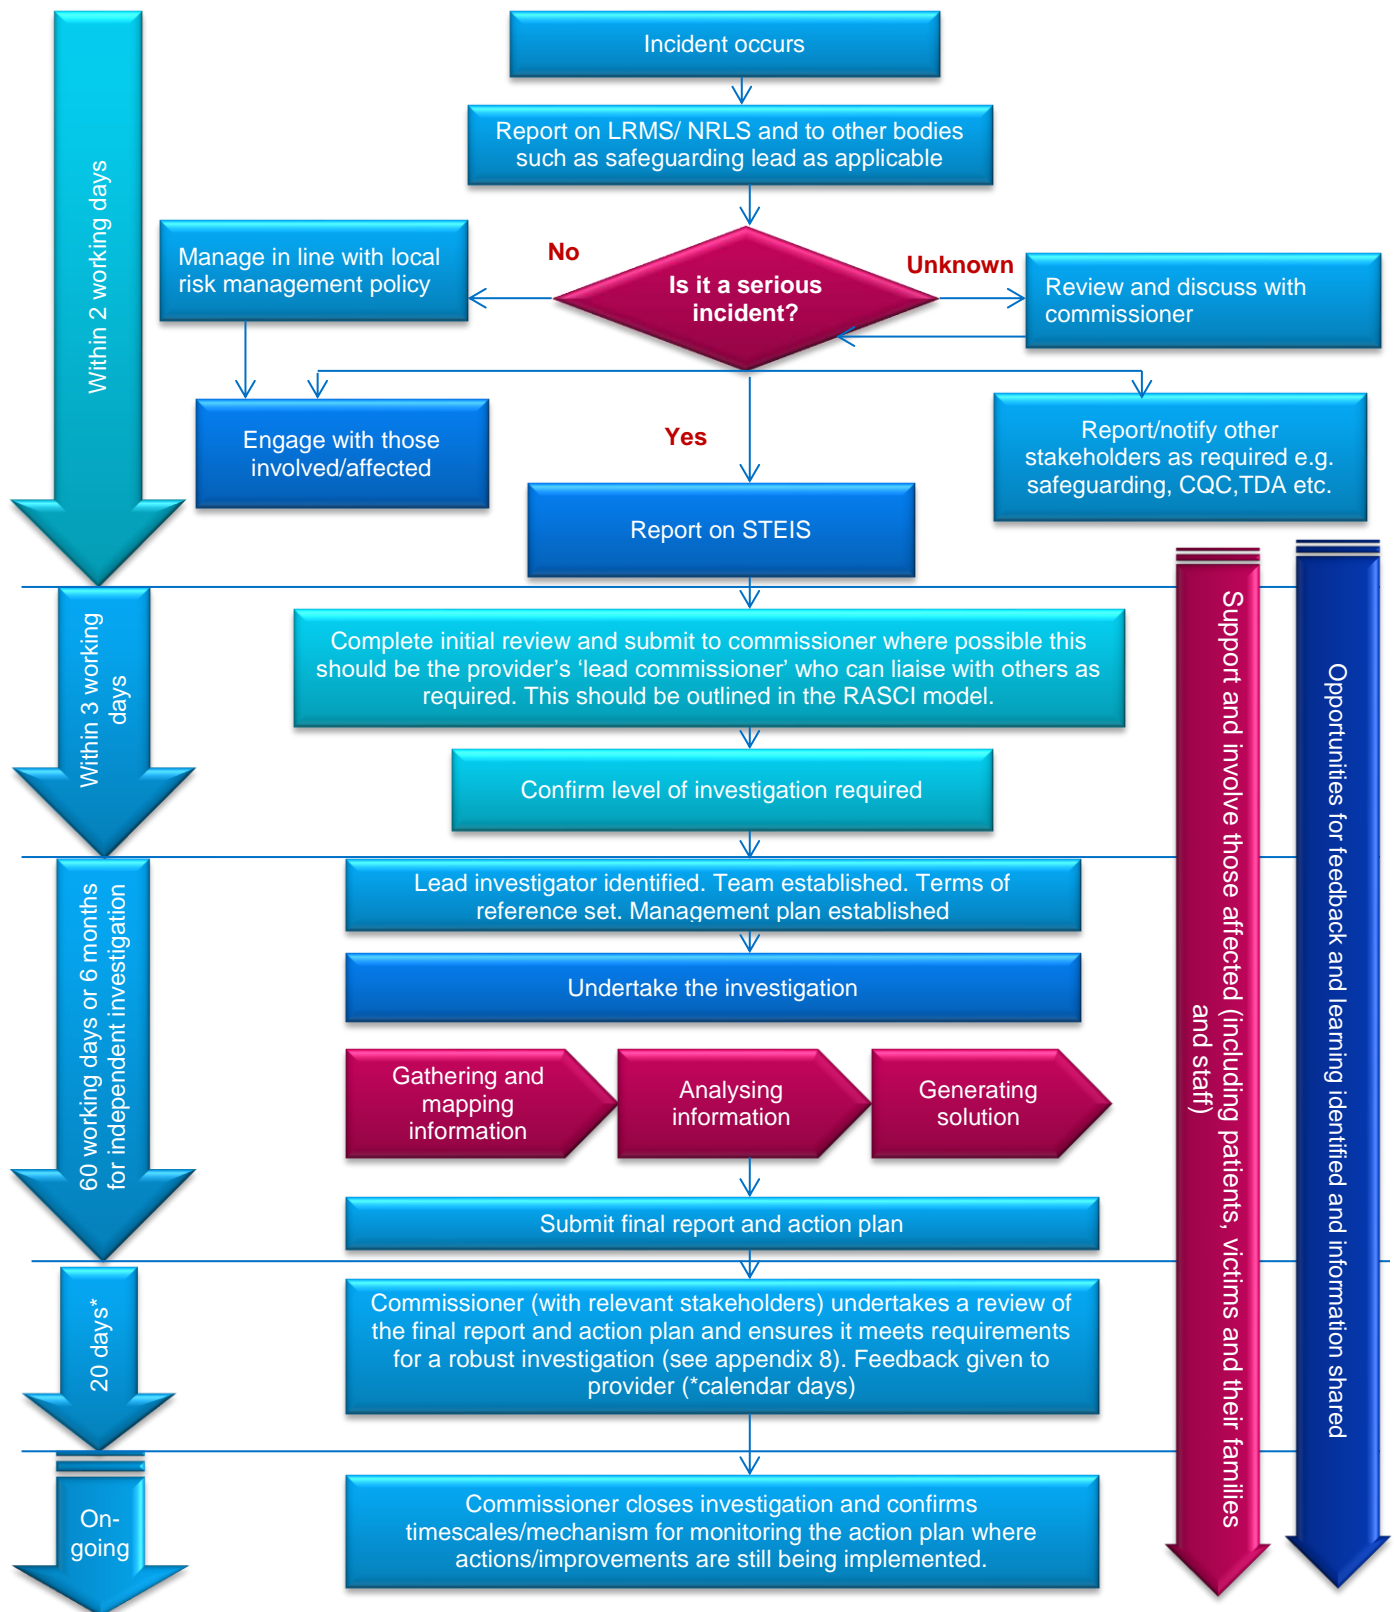 Incident occurs
Report on LRMS/ NRLS and to other bodies
such as safeguarding lead as applicable
Within 2 working days
Manage in line with local
risk management policy
No
Is it a serious
incident?
Unknown
Review and discuss with
commissioner
Engage with those
involved/affected
Yes
Report/notify other
stakeholders as required e.g.
safeguarding, CQC,TDA etc.
Report on STEIS
Within 3 working
days
Complete initial review and submit to commissioner where possible this
should be the provider’s ‘lead commissioner’ who can liaise with others as
required. This should be outlined in the RASCI model.
Confirm level of investigation required
Support and involve those affected (including patients, victims and their families
and staff)
Opportunities for feedback and learning identified and information shared
60 working days or 6 months
for independent investigation
Lead investigator identified. Team established. Terms of
reference set. Management plan established
Undertake the investigation
Gathering and
mapping
information
Analysing
information
Generating
solution
Submit final report and action plan
20 days*
Commissioner (with relevant stakeholders) undertakes a review of
the final report and action plan and ensures it meets requirements
for a robust investigation (see appendix 8). Feedback given to
provider (*calendar days)
On-
going
Commissioner closes investigation and confirms
timescales/mechanism for monitoring the action plan where
actions/improvements are still being implemented.